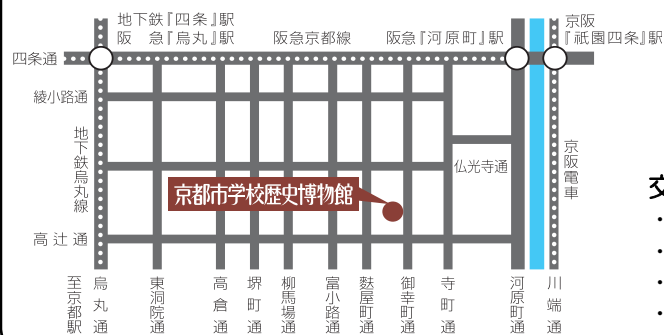 地下鉄『四条』駅
阪　急『烏丸』駅
阪急京都線
阪急『河原町』駅
京阪
『祇園四条』駅
四条通
綾小路通
地下鉄烏丸線
仏光寺通
京阪電車
京都市学校歴史博物館
高辻通
至京都駅
烏丸通
東洞院通
高倉通
堺町通
柳馬場通
富小路通
麩屋町通
御幸町通
寺町通
河原町通
川端通
・
・
・
・